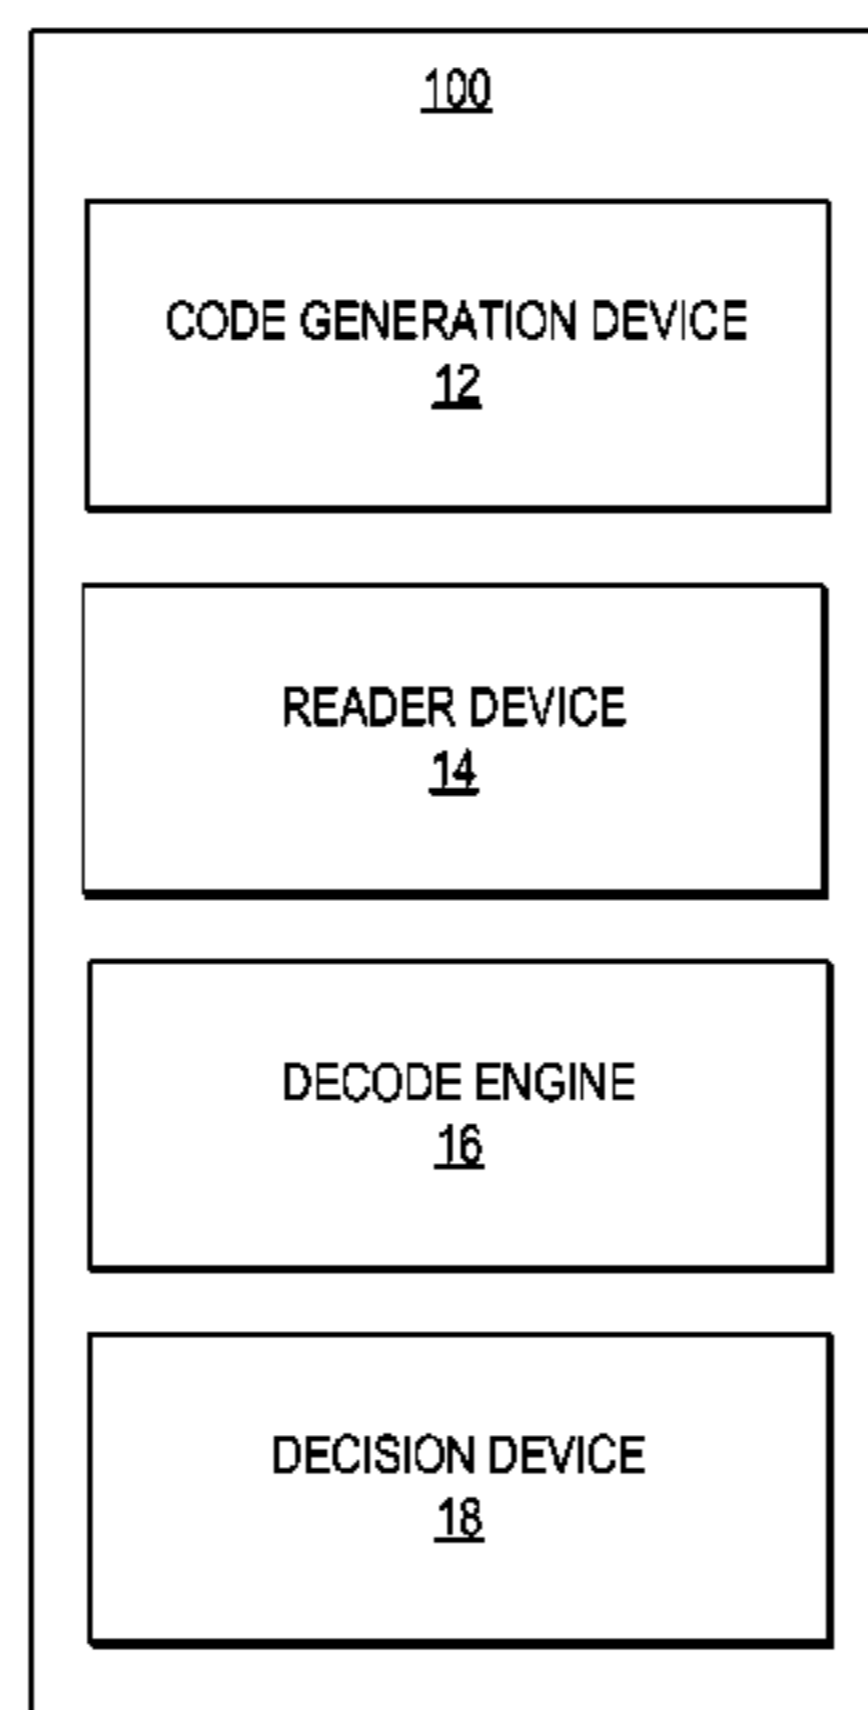 100
CODE GENERATION DEVICE
12
READER DEVICE
14
DECODE ENGINE
16
DECISION DEVICE
18